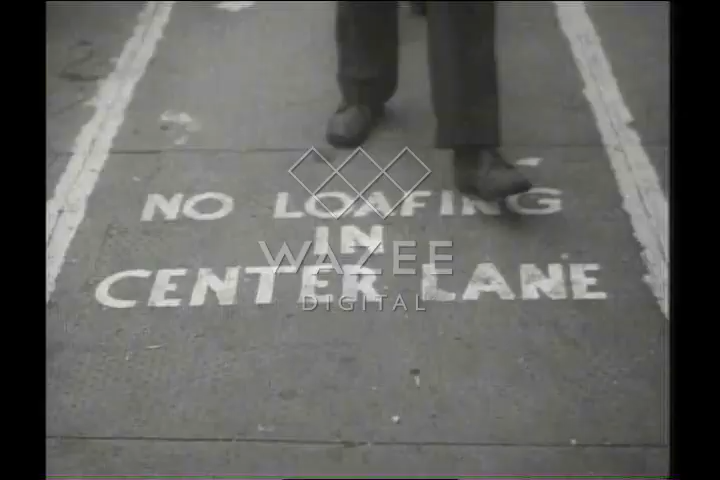 NO LOAFING
IN
CENTER LANE
WAZEE
DIGITAL